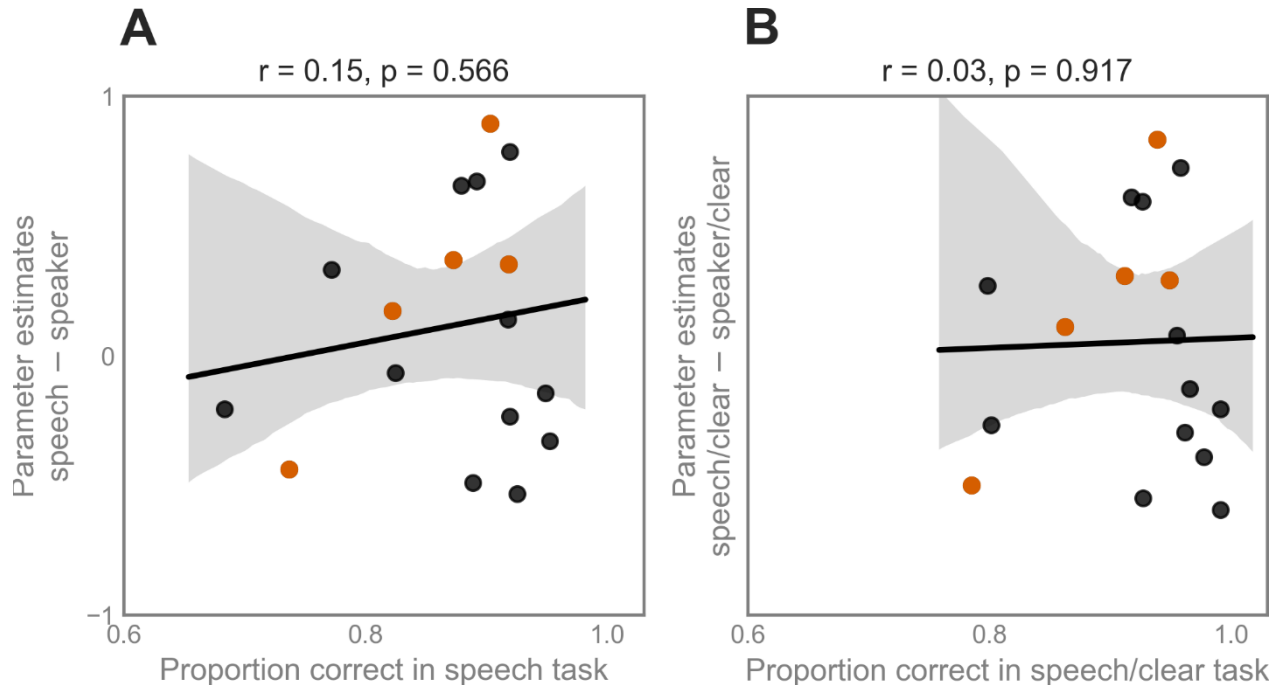 A
r = 0.15, p = 0.566
1
0
−1
0.6
0.8
1.0
Parameter estimates
speech − speaker
Proportion correct in speech task
B
r = 0.03, p = 0.917
Parameter estimates
speech/clear − speaker/clear
0.6
0.8
1.0
Proportion correct in speech/clear task